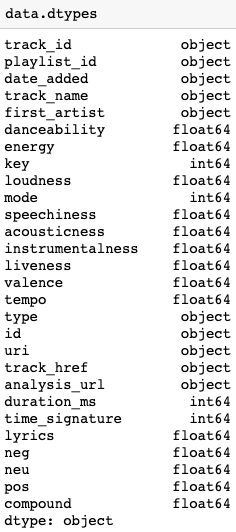 data.dtypes
track_id object
playlist_id object
date_added object
track_name object
first_artist object
danceability float64
energy float64
key int64
loudness float64
mode int64
speechiness float64
acousticness float64
instrumentalness float64
liveness float64
valence float64
tempo float64
type object
id object
uri object
track_href object
analysis_url object
duration_ms int64
time_signature int64
lyrics float64
neg float64
neu float64
pos float64
compound float64
dtype: object